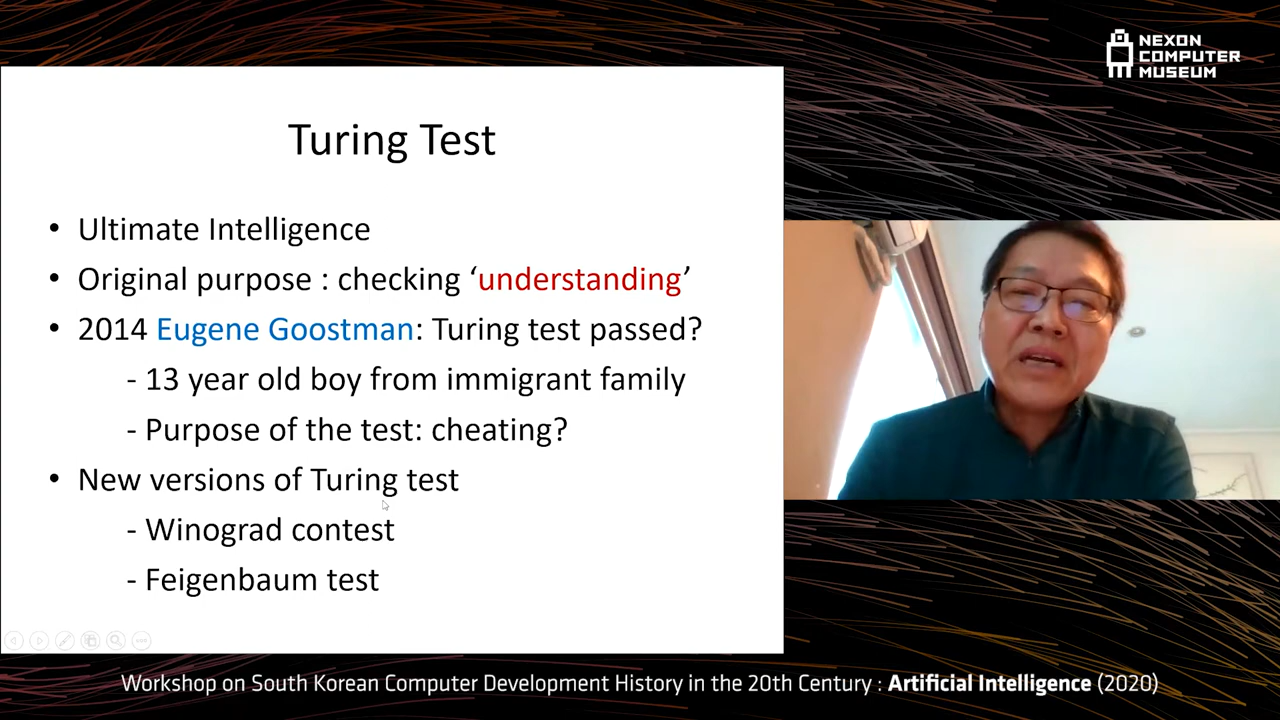 NEXON
COMPUTER
MUSEUM
Turing Test
• Ultimate Intelligence
• Original purpose : checking ‘understanding’
• 2014 Eugene Goostman: Turing test passed?
- 13 year old boy from immigrant family
- Purpose of the test: cheating?
• New versions of Turing test
- Winograd contest
- Feigenbaum test
Workshop on South Korean Computer Development History in the 20th Century : Artificial Intelligence (2020)